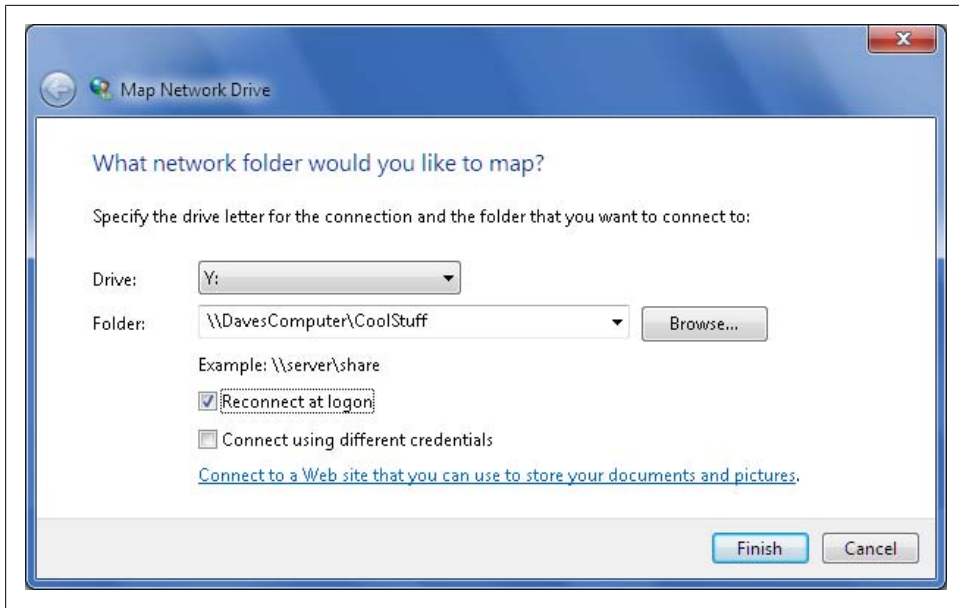 Map Network Drive
What network folder would you like to map?
Specify the drive letter for the connection and the folder that you want to connect to:
Drive: Y:
Folder: \\DavesComputer\CoolStuff Browse...
Example: \\server\share
Reconnect at logon
Connect using different credentials
Connect to a Web site that you can use to store your documents and pictures.
Finish Cancel